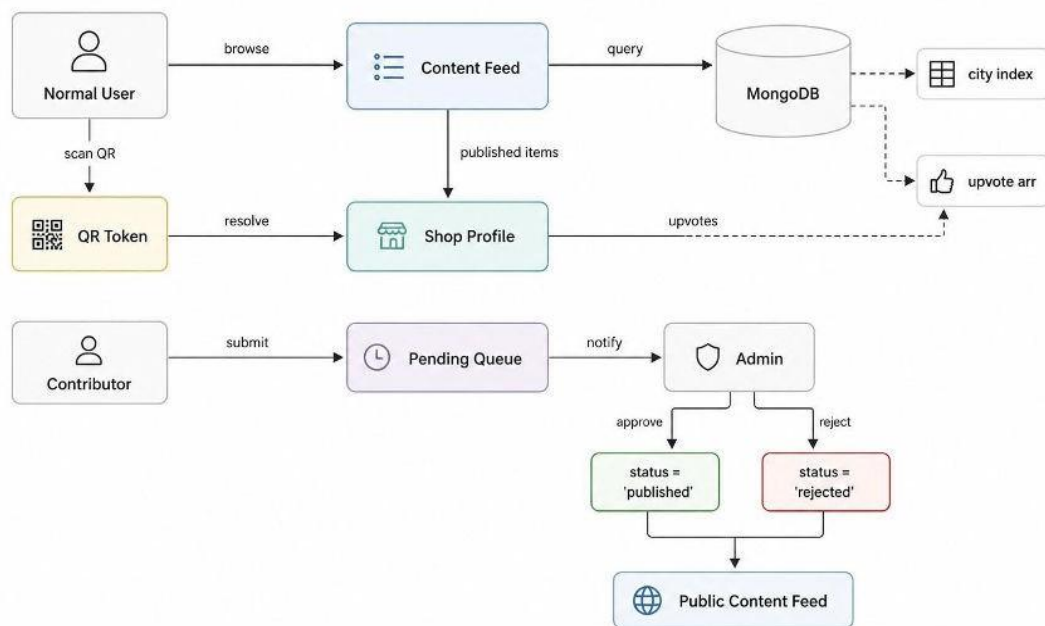 browse
query
Normal User
Content Feed
MongoDB
city index
scan QR
published items
upvote arr
QR Token
resolve
Shop Profile
upvotes
Contributor
submit
Pending Queue
notify
Admin
approve
reject
status =
'published'
status =
'rejected'
Public Content Feed